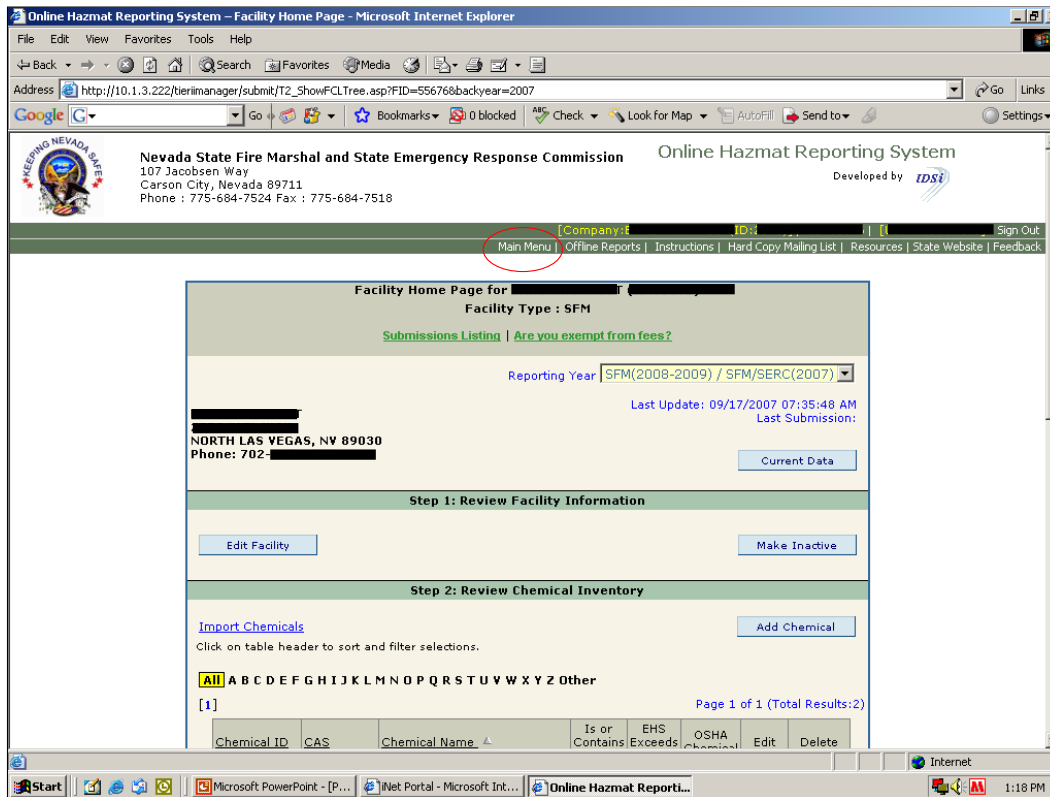 Online Hazmat Reporting System – Facility Home Page - Microsoft Internet Explorer
File Edit View Favorites Tools Help
Back Search Favorites Media
Address http://10.1.3.222/tieriimanager/submit/T2_ShowFCLTree.asp?FID=556768&backyear=2007 Go Links
Google G Go Bookmarks 0 blocked ABC Check Look for Map AutoFill Send to Settings
KEEPING NEVADA SAFE
Nevada State Fire Marshal and State Emergency Response Commission
107 Jacobsen Way
Carson City, Nevada 89711
Phone : 775-684-7524 Fax : 775-684-7518
Online Hazmat Reporting System
Developed by IDSi
[Company: ID: | [ Sign Out
Main Menu | Offline Reports | Instructions | Hard Copy Mailing List | Resources | State Website | Feedback
Facility Home Page for
Facility Type : SFM
Submissions Listing | Are you exempt from fees?
Reporting Year SFM(2008-2009) / SFM/SERC(2007)
Last Update: 09/17/2007 07:35:48 AM
Last Submission:
NORTH LAS VEGAS, NV 89030
Phone: 702-
Current Data
Step 1: Review Facility Information
Edit Facility Make Inactive
Step 2: Review Chemical Inventory
Import Chemicals Add Chemical
Click on table header to sort and filter selections.
All A B C D E F G H I J K L M N O P Q R S T U V W X Y Z Other
[1] Page 1 of 1 (Total Results:2)
Chemical ID CAS Chemical Name Is or Contains EHS Exceeds OSHA Chemical Edit Delete
Internet
Start Microsoft PowerPoint - [P... iNet Portal - Microsoft Int... Online Hazmat Reporti... 1:18 PM